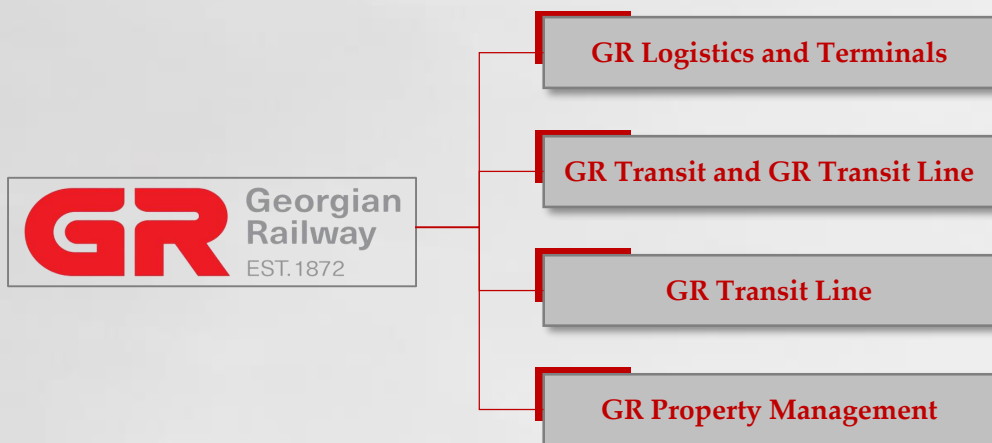 GR Logistics and Terminals
GR Transit and GR Transit Line
GR Georgian
Railway
EST.1872
GR Transit Line
GR Property Management